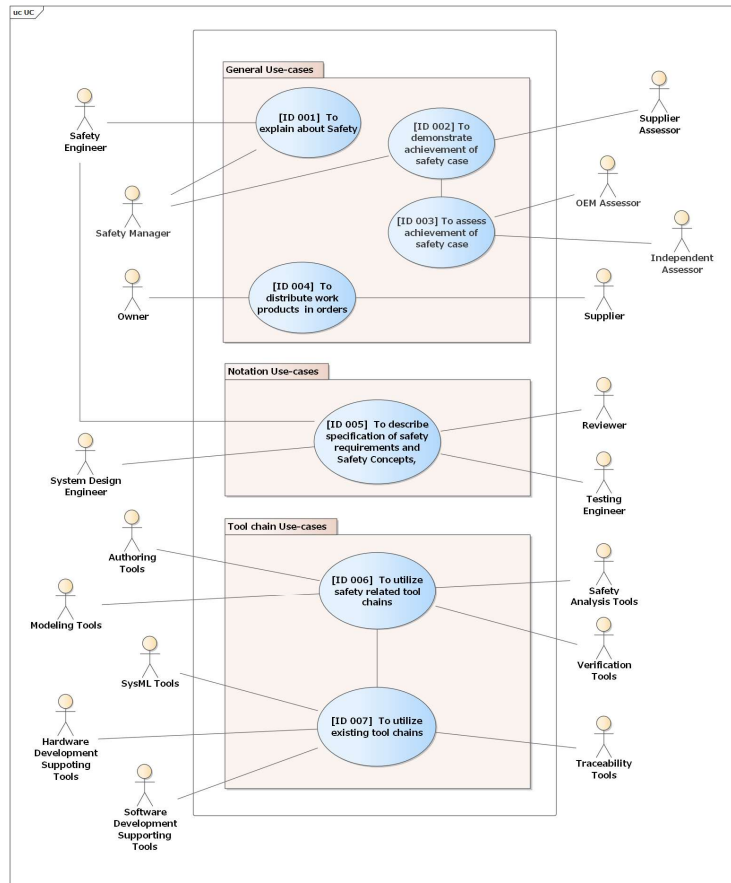 uc UC
General Use-cases
[ID 001] To
explain about Safety
[ID 002] To
demonstrate
achievement of
safety case
Supplier
Assessor
Safety
Engineer
Safety Manager
[ID 003] To assess
achievement of
safety case
OEM Assessor
Independent
Assessor
[ID 004] To
distribute work
products in orders
Owner
Supplier
Notation Use-cases
[ID 005] To describe
specification of safety
requirements and
Safety Concepts,
Reviewer
System Design
Engineer
Testing
Engineer
Tool chain Use-cases
Authoring
Tools
[ID 006] To utilize
safety related tool
chains
Safety
Analysis Tools
Modeling Tools
Verification
Tools
SysML Tools
[ID 007] To utilize
existing tool chains
Hardware
Development
Suppoting
Tools
Traceability
Tools
Software
Development
Supporting
Tools